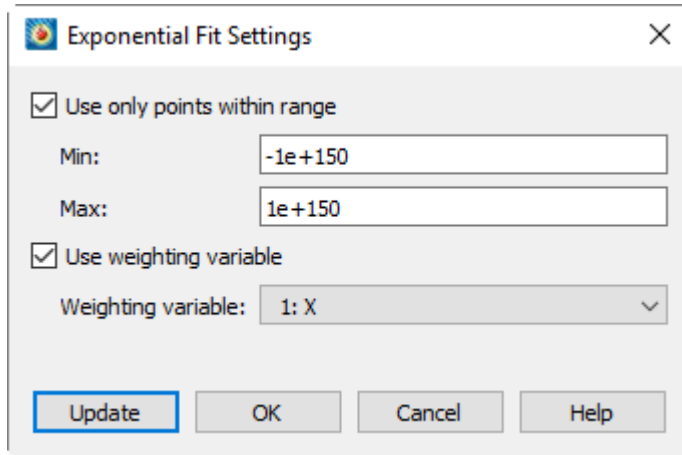 Exponential Fit Settings
Use only points within range
Min: -1e+150
Max: 1e+150
Use weighting variable
Weighting variable: 1: X
Update OK Cancel Help